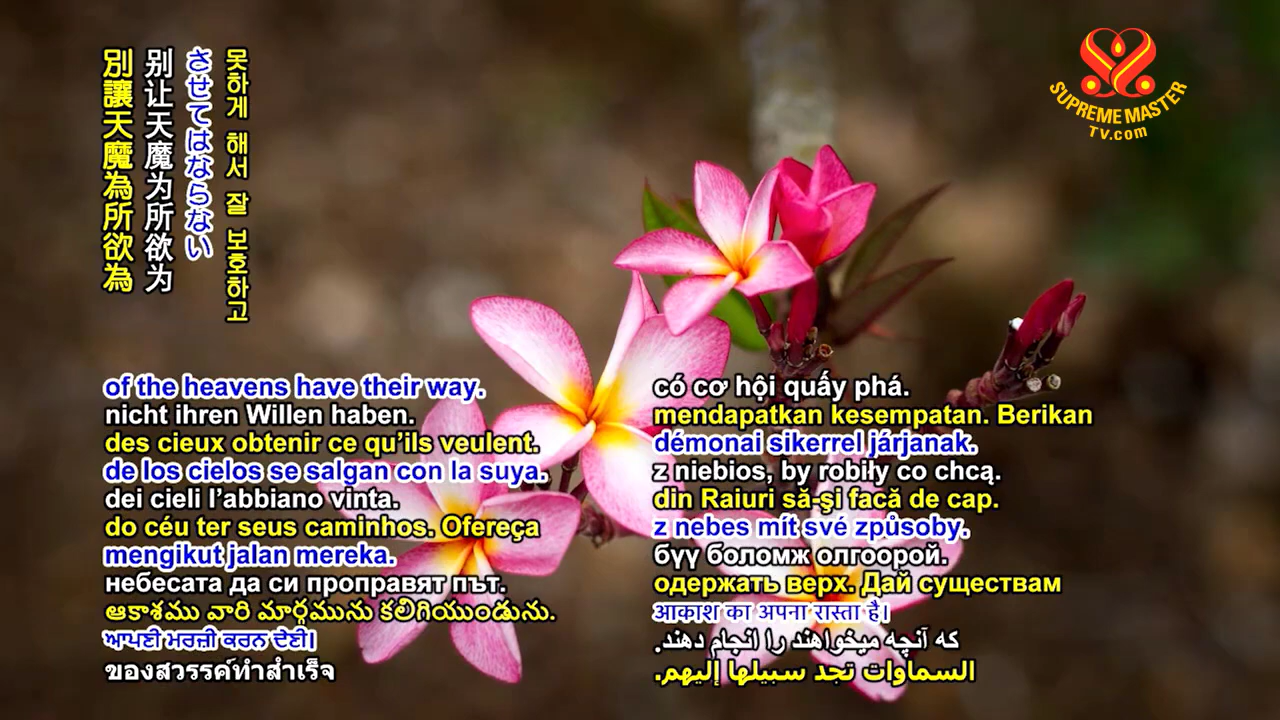 別讓天魔為所欲為
别让天魔为所欲为
させてはならない
못하게 해서 잘 보호하고
SUPREME MASTER
TV.com
of the heavens have their way.
nicht ihren Willen haben.
des cieux obtenir ce qu’ils veulent.
de los cielos se salgan con la suya.
dei cieli l’abbiano vinta.
do céu ter seus caminhos. Ofereça
mengikut jalan mereka.
небесата да си проправят път.
ఆకాశము వారి మార్గమును కలిగియుండును.
ਆਪਣੀ ਮਰਜ਼ੀ ਕਰਨ ਦੇਣੀ।
ของสวรรค์ทำสำเร็จ
có cơ hội quấy phá.
mendapatkan kesempatan. Berikan
démonai sikerrel járjanak.
z niebios, by robiły co chcą.
din Raiuri să-şi facă de cap.
z nebes mít své způsoby.
бүү боломж олгоорой.
одержать верх. Дай существам
आकाश का अपना रास्ता है।
که آنچه میخواهند را انجام دهند.
السماوات تجد سبيلها إليهم.